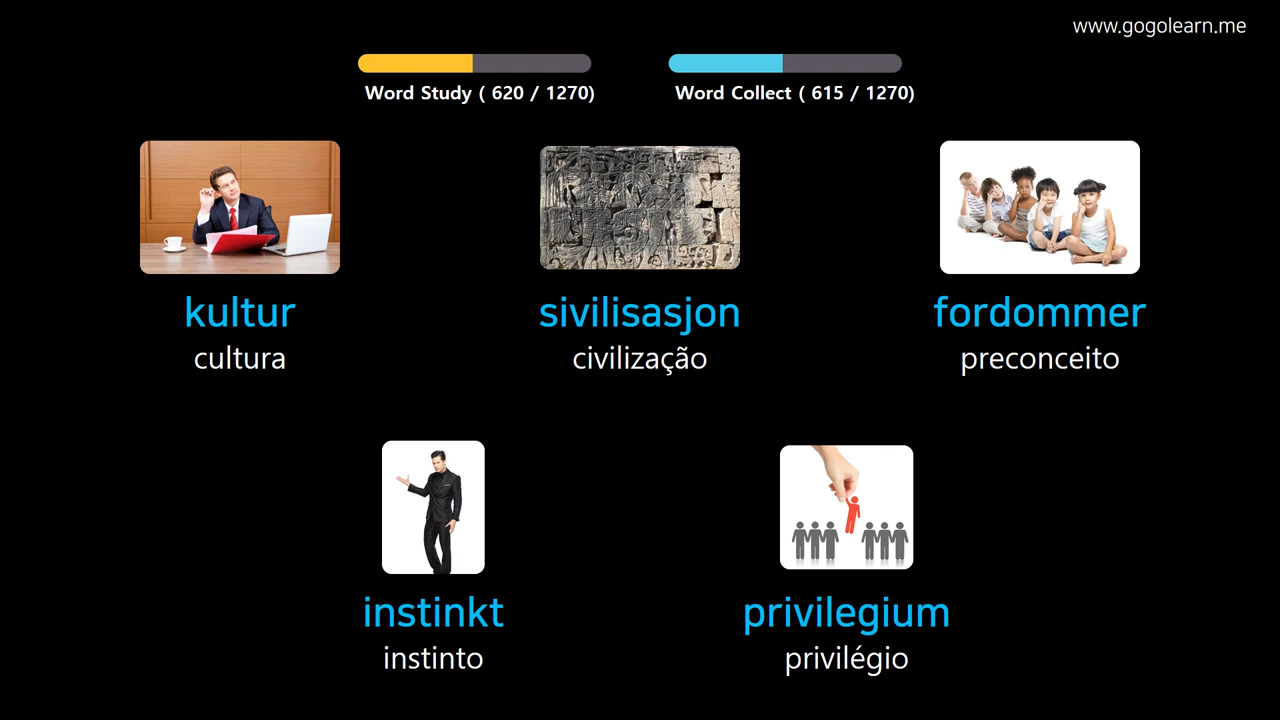 www.gogolearn.me
Word Study ( 620 / 1270)
Word Collect ( 615 / 1270)
kultur
cultura
sivilisasjon
civilização
fordommer
preconceito
instinkt
instinto
privilegium
privilégio